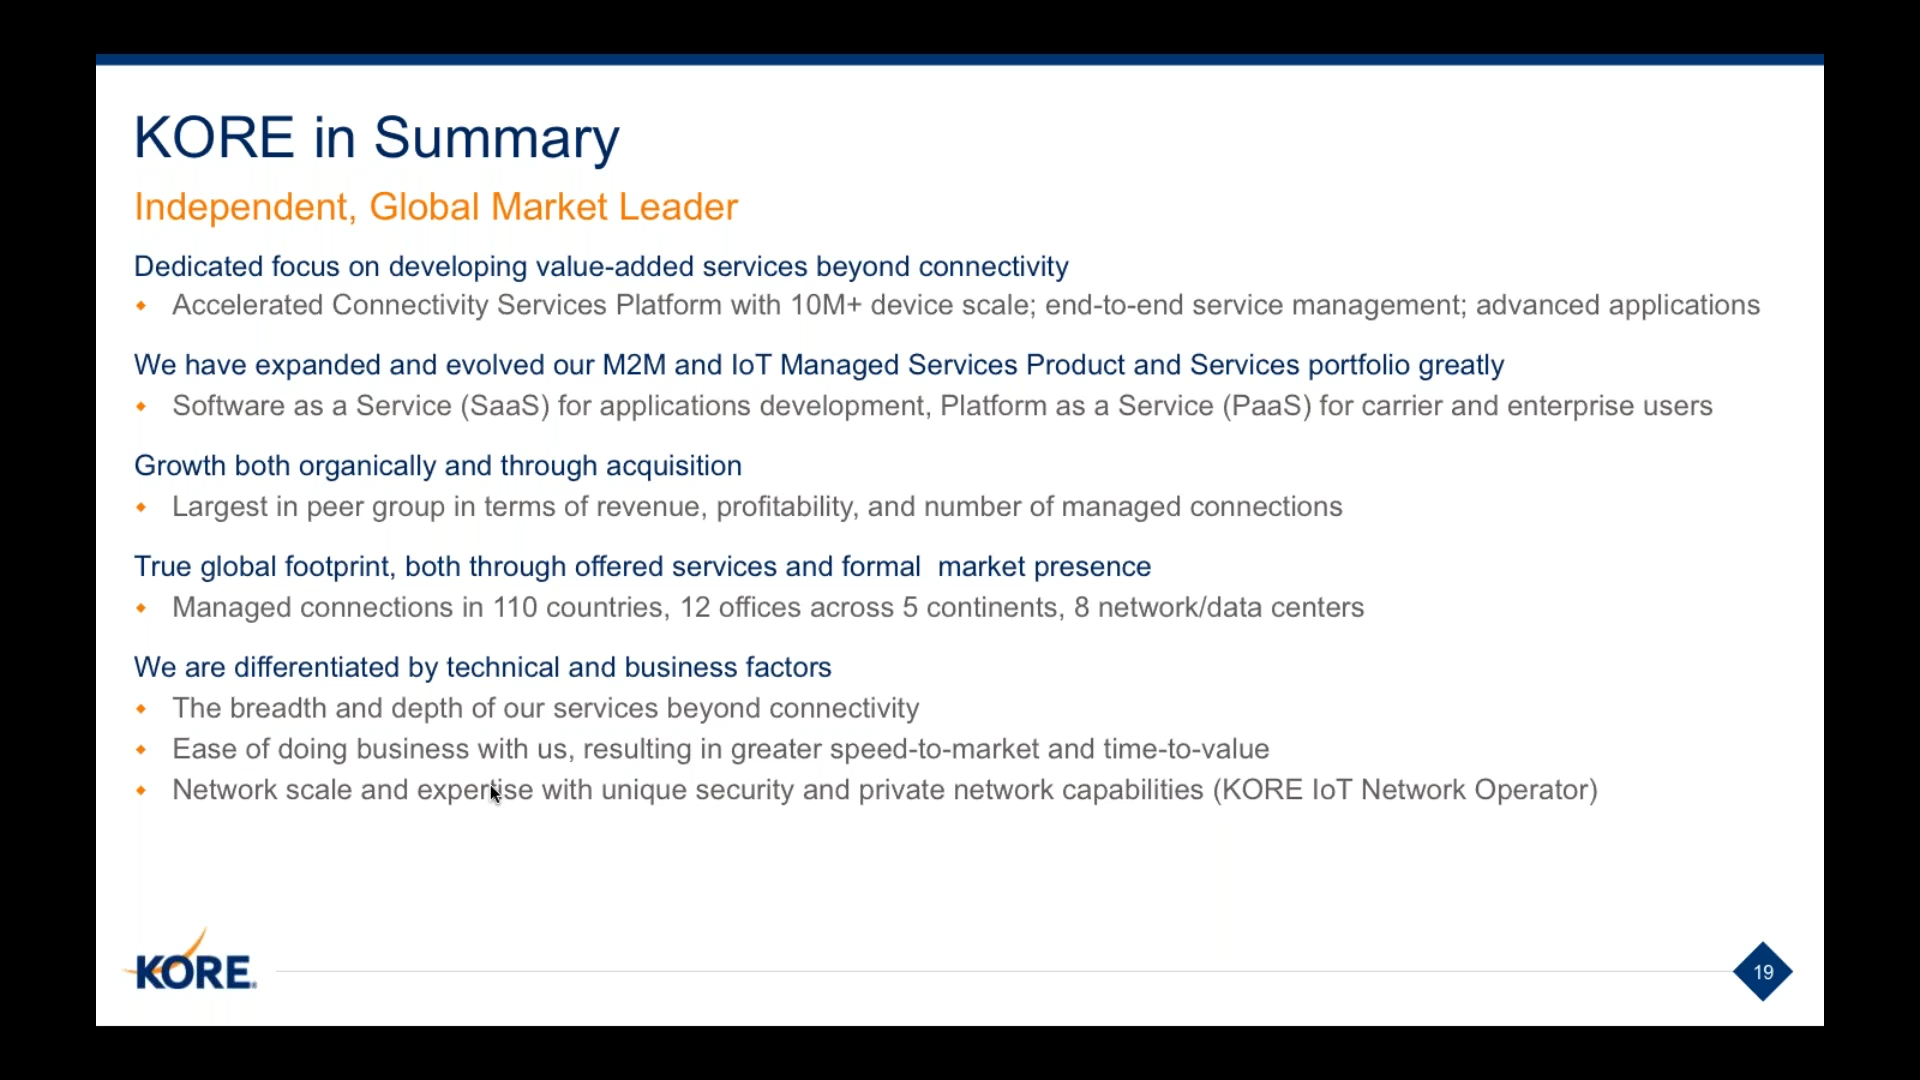 KORE in Summary
Independent, Global Market Leader
Dedicated focus on developing value-added services beyond connectivity
Accelerated Connectivity Services Platform with 10M+ device scale; end-to-end service management; advanced applications
We have expanded and evolved our M2M and IoT Managed Services Product and Services portfolio greatly
Software as a Service (SaaS) for applications development, Platform as a Service (PaaS) for carrier and enterprise users
Growth both organically and through acquisition
Largest in peer group in terms of revenue, profitability, and number of managed connections
True global footprint, both through offered services and formal  market presence
Managed connections in 110 countries, 12 offices across 5 continents, 8 network/data centers
We are differentiated by technical and business factors
The breadth and depth of our services beyond connectivity
Ease of doing business with us, resulting in greater speed-to-market and time-to-value
Network scale and expertise with unique security and private network capabilities (KORE IoT Network Operator)
KORE®
19